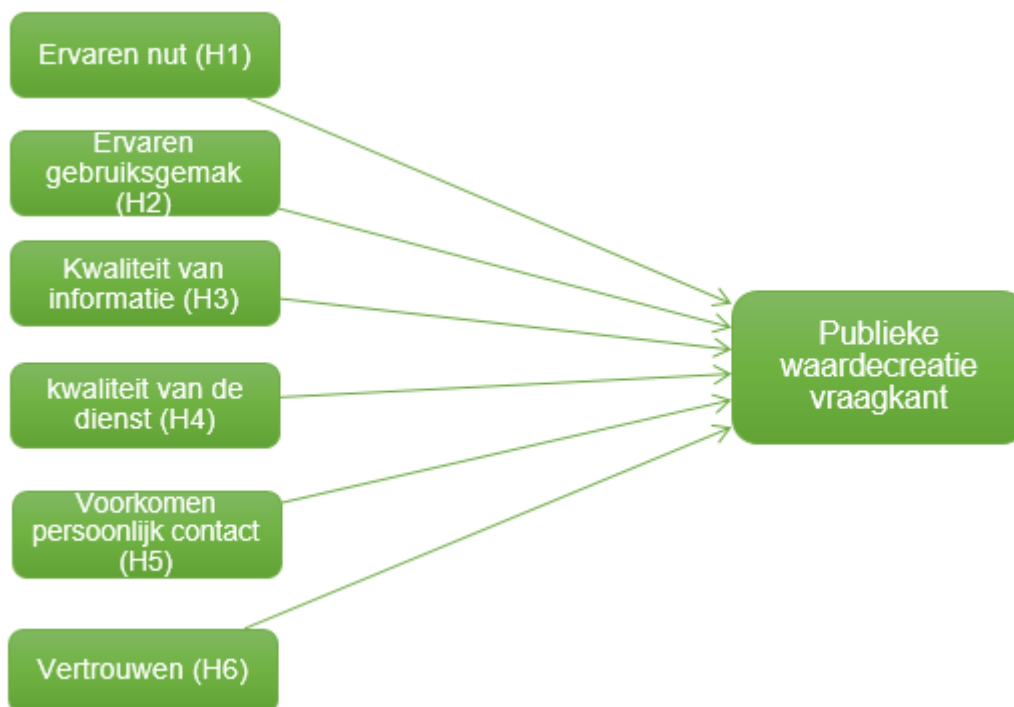 Ervaren nut (H1)
Ervaren
gebruiksgemak
(H2)
Kwaliteit van
informatie (H3)
kwaliteit van de
dienst (H4)
Voorkomen
persoonlijk contact
(H5)
Vertrouwen (H6)
Publieke
waardecreatie
vraagkant